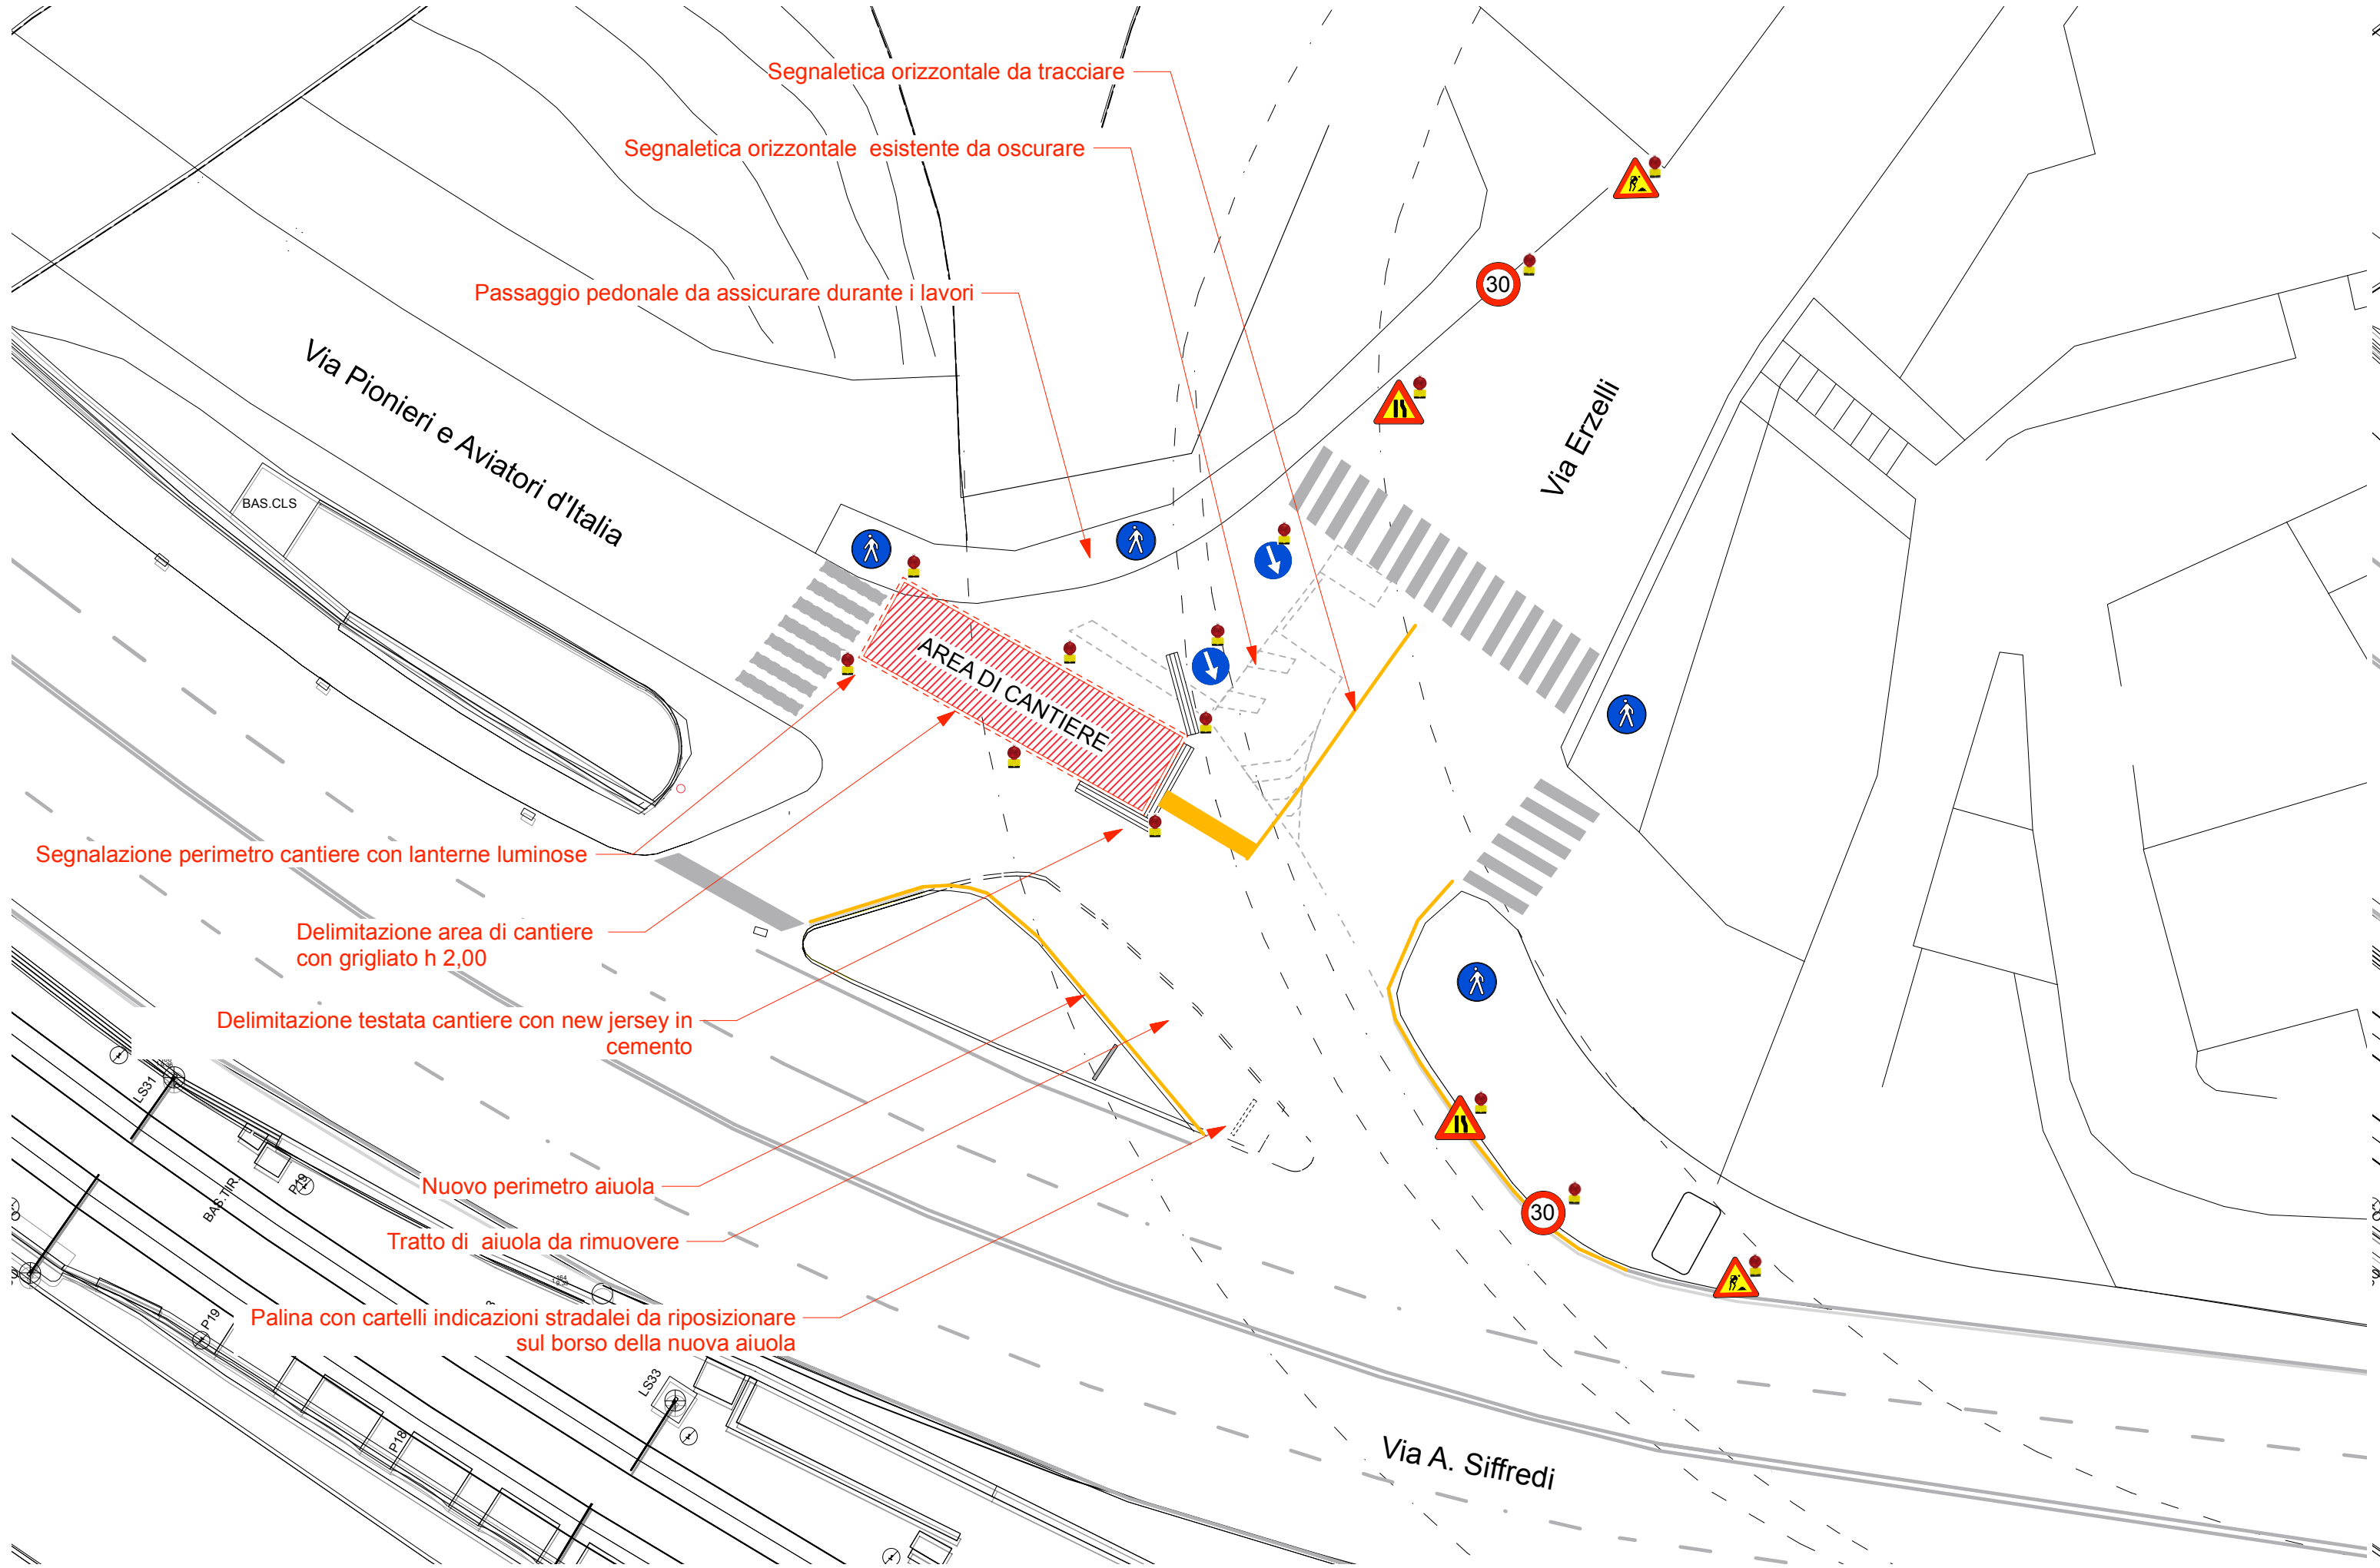 Segnaletica orizzontale da tracciare
Segnaletica orizzontale esistente da oscurare
Passaggio pedonale da assicurare durante i lavori
30
Via Pionieri e Aviatori d'Italia
Via Erzelli
BAS.CLS
AREA DI CANTIERE
Segnalazione perimetro cantiere con lanterne luminose
Delimitazione area di cantiere
con grigliato h 2,00
Delimitazione testata cantiere con new jersey in
cemento
LS31
P19
BAS.TIR.
Nuovo perimetro aiuola
30
Tratto di aiuola da rimuovere
Palina con cartelli indicazioni stradalei da riposizionare
sul borso della nuova aiuola
P19
LS33
P18
Via A. Siffredi